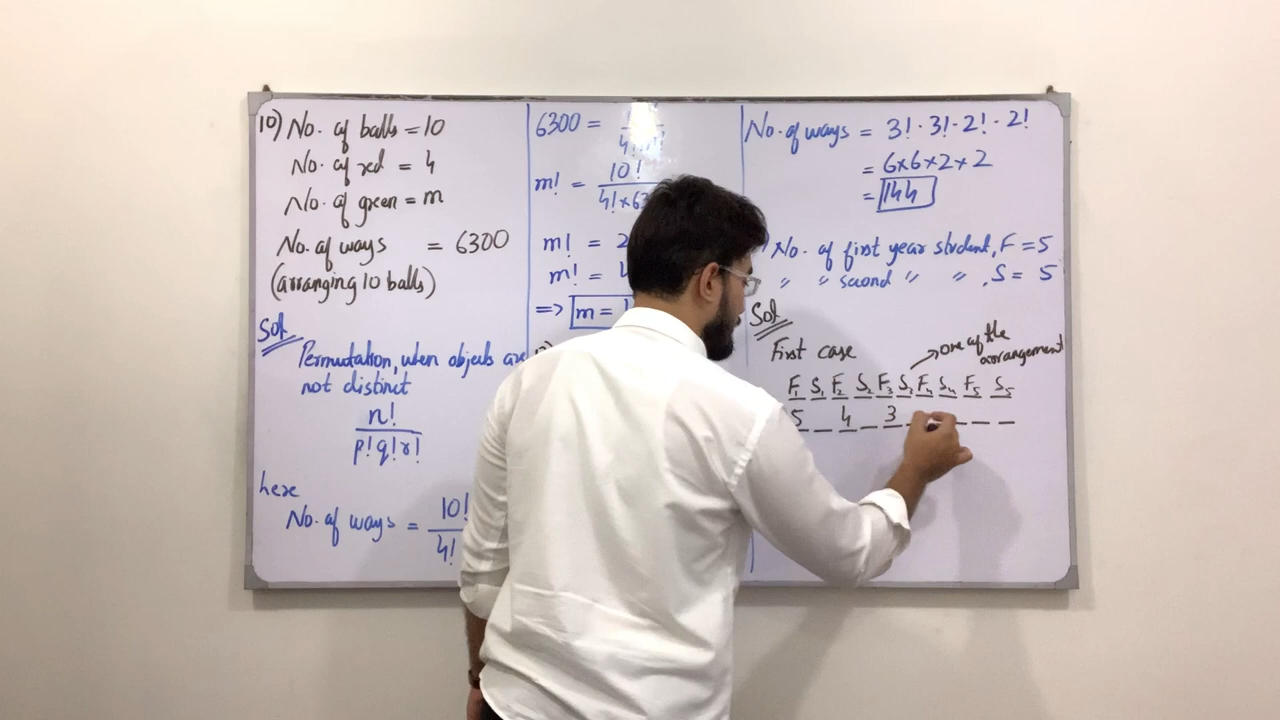 10) No. of balls = 10
No. of red = 4
No. of green = m
No. of ways = 6300
(arranging 10 balls)
Sol
Permutation, when objects are
not distinct
n!
p! q! r!
here
No. of ways = 10!
4!
6300 =
4!
m! = 10!
4! × 63
m! = 2
m! =
=> m =
No. of ways = 3! · 3! · 2! · 2!
= 6×6×2×2
= 144
No. of first year student, F = 5
" " second " " , S = 5
Sol
First case
→ one of the
arrangement
F1 S1 F2 S2 F3 S3 F4 S4 F5 S5
5 4 3